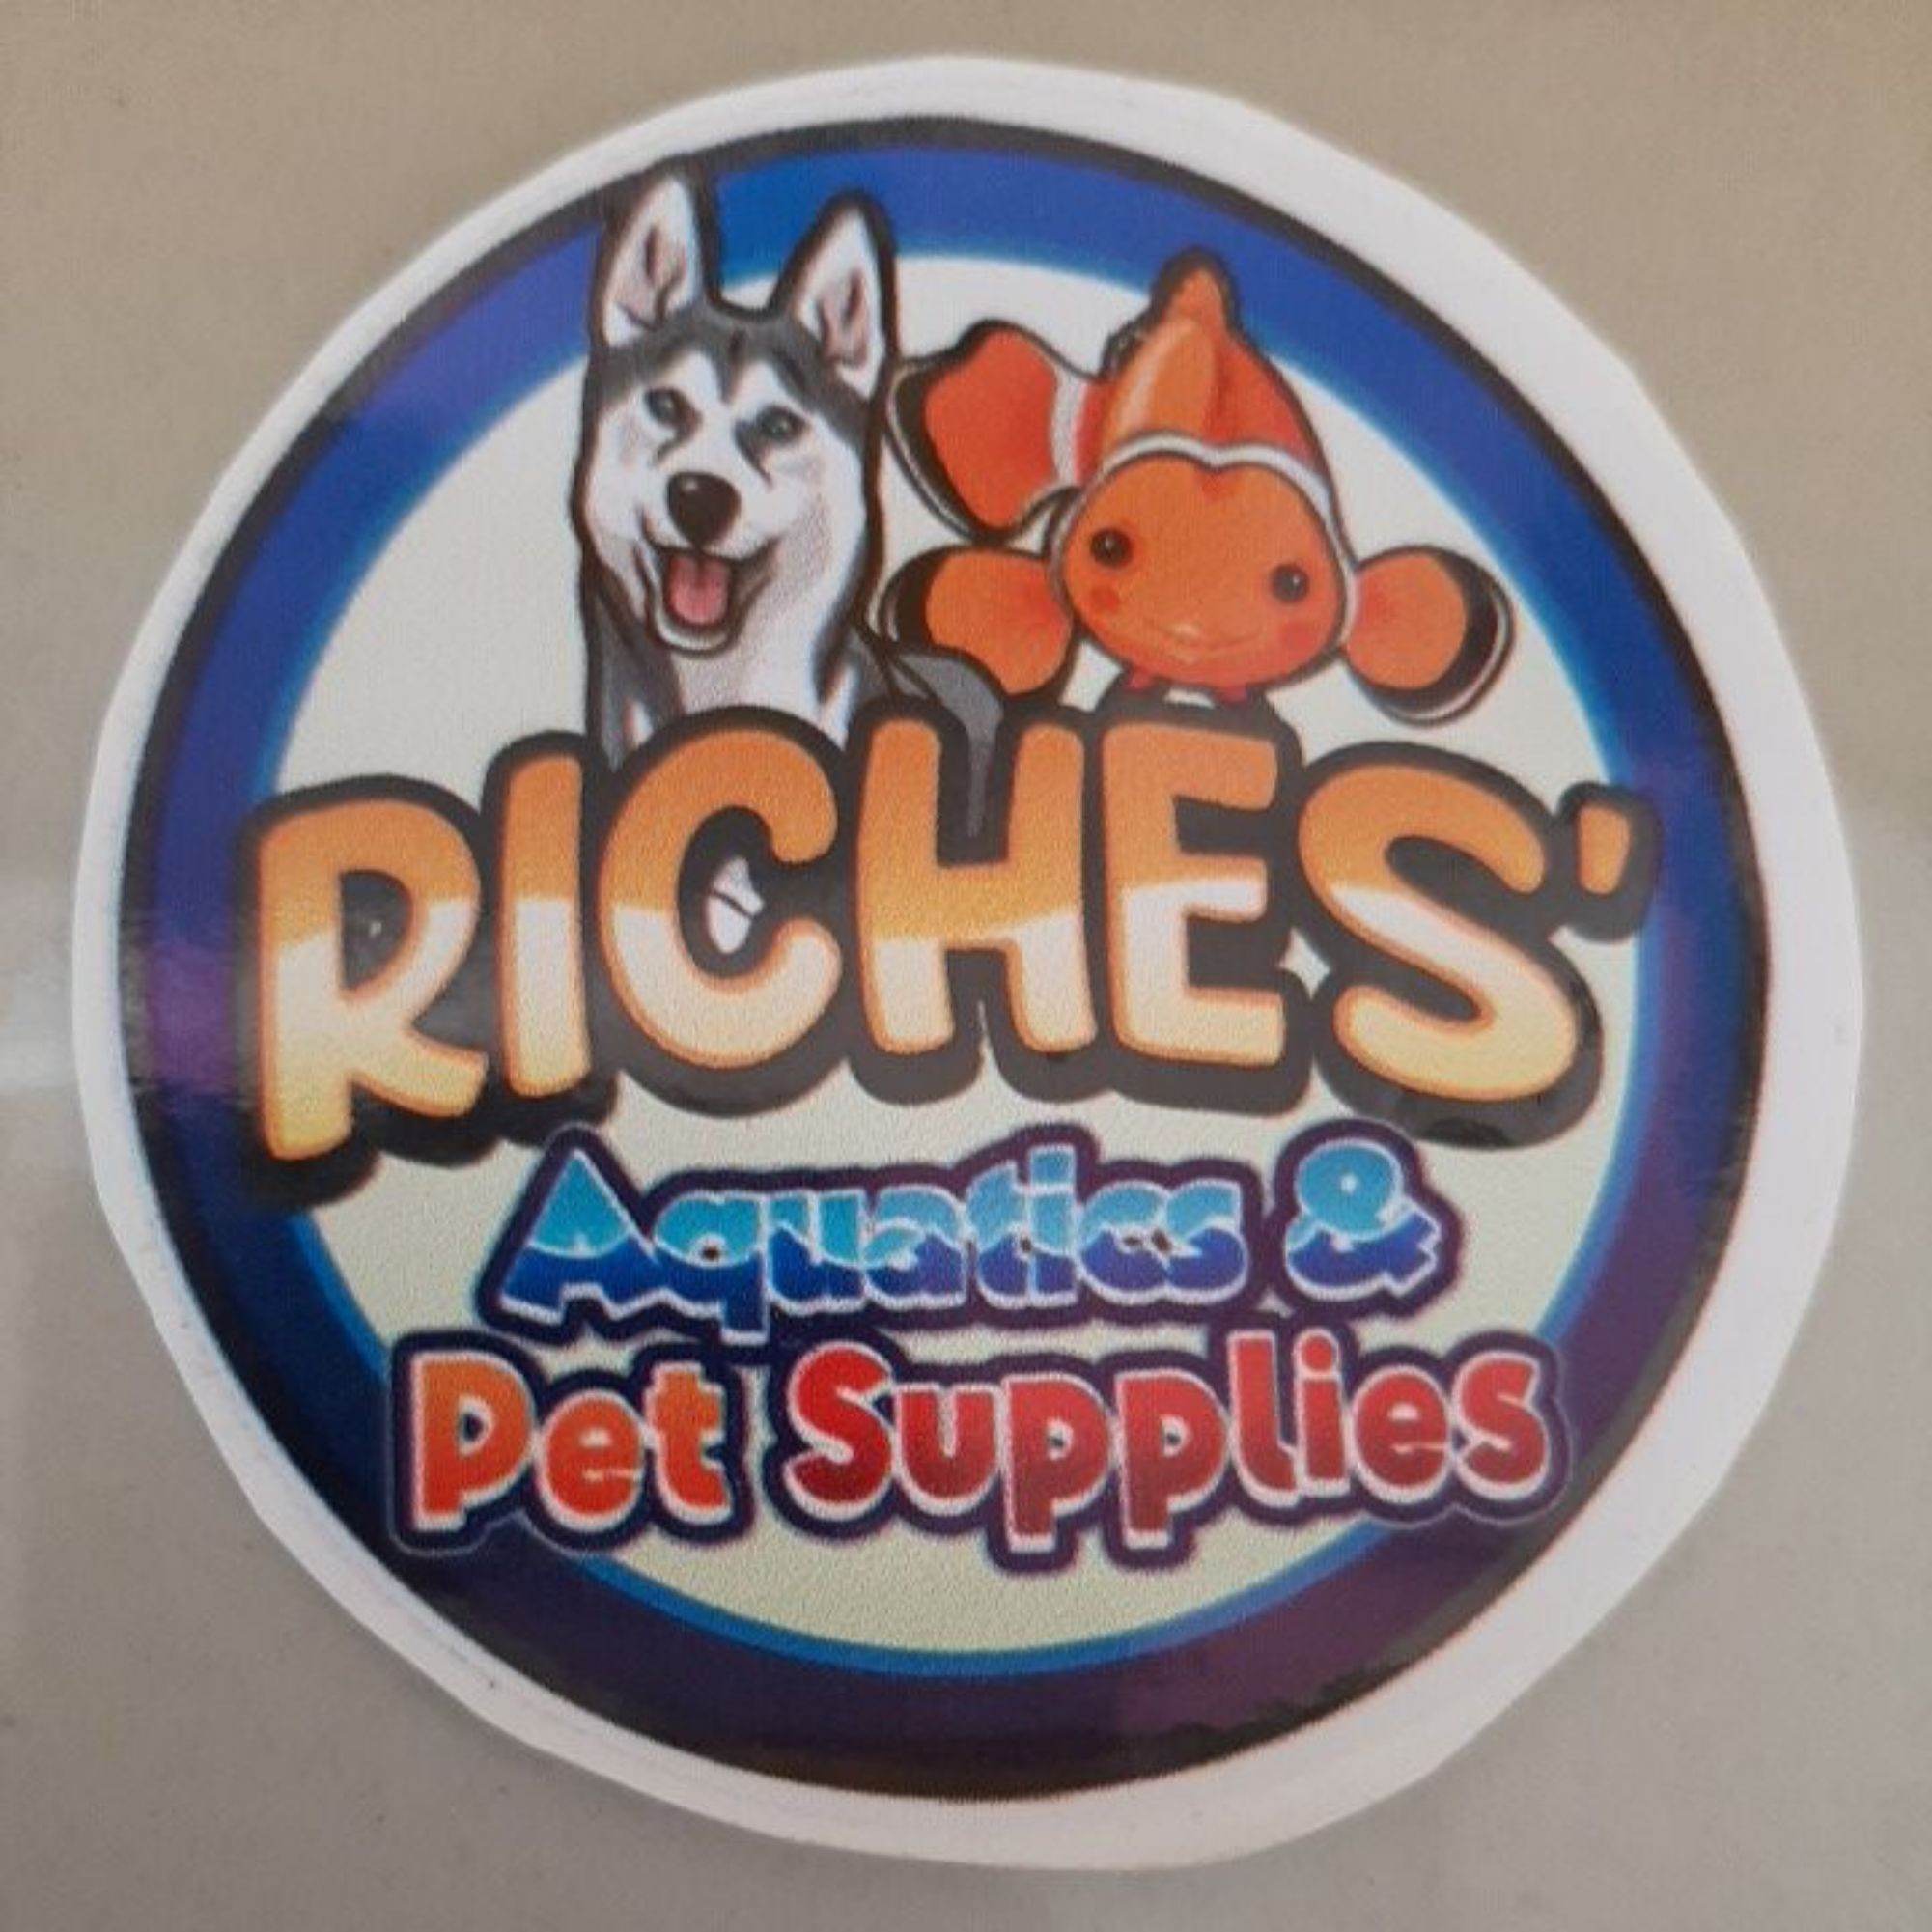 RICHES'
Aquatics &
Pet Supplies